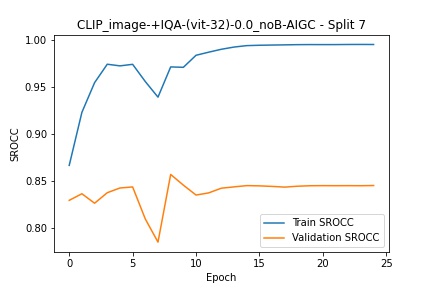 CLIP_image-+IQA-(vit-32)-0.0_noB-AIGC - Split 7
1.00
0.95
0.90
0.85
0.80
SROCC
Train SROCC
Validation SROCC
0 5 10 15 20 25
Epoch